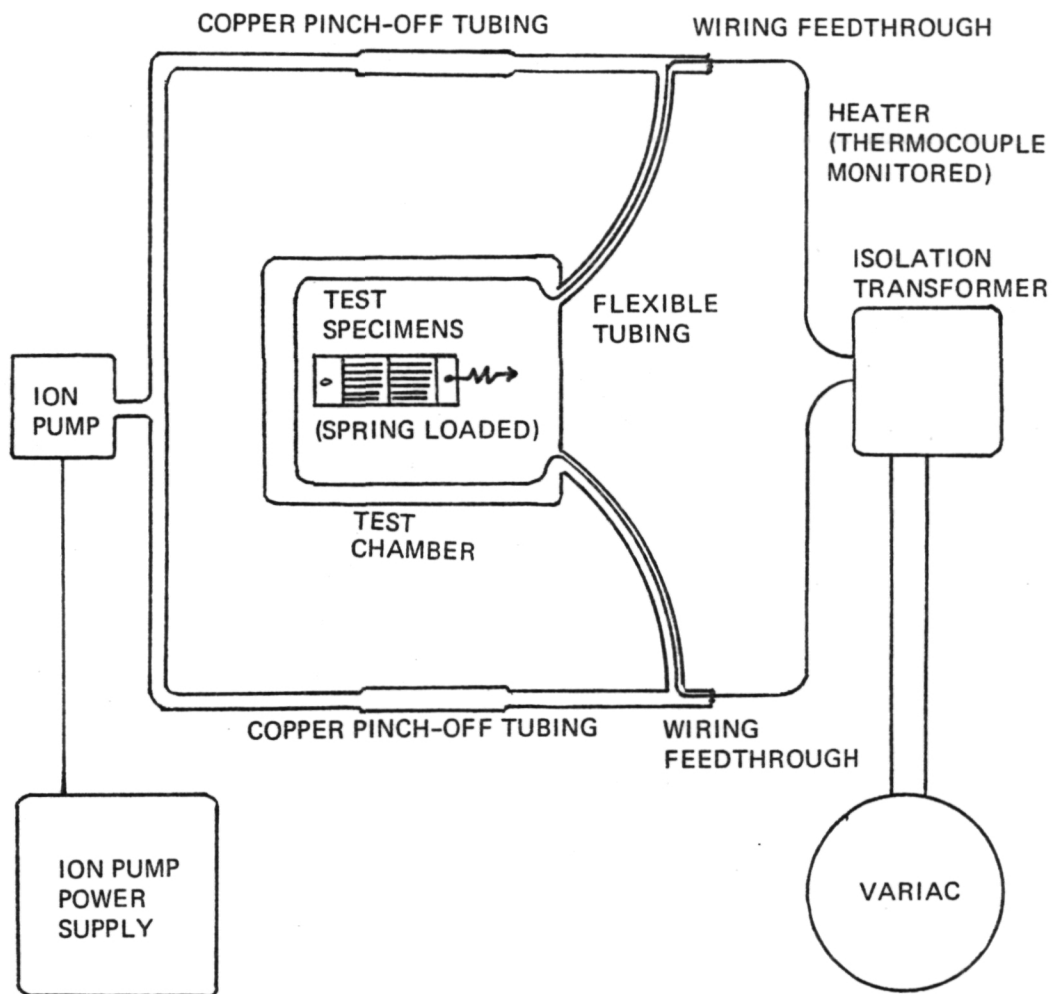 COPPER PINCH-OFF TUBING
WIRING FEEDTHROUGH
HEATER
(THERMOCOUPLE
MONITORED)
ISOLATION
TRANSFORMER
TEST
SPECIMENS
(SPRING LOADED)
FLEXIBLE
TUBING
ION
PUMP
TEST
CHAMBER
COPPER PINCH-OFF TUBING
WIRING
FEEDTHROUGH
ION PUMP
POWER
SUPPLY
VARIAC